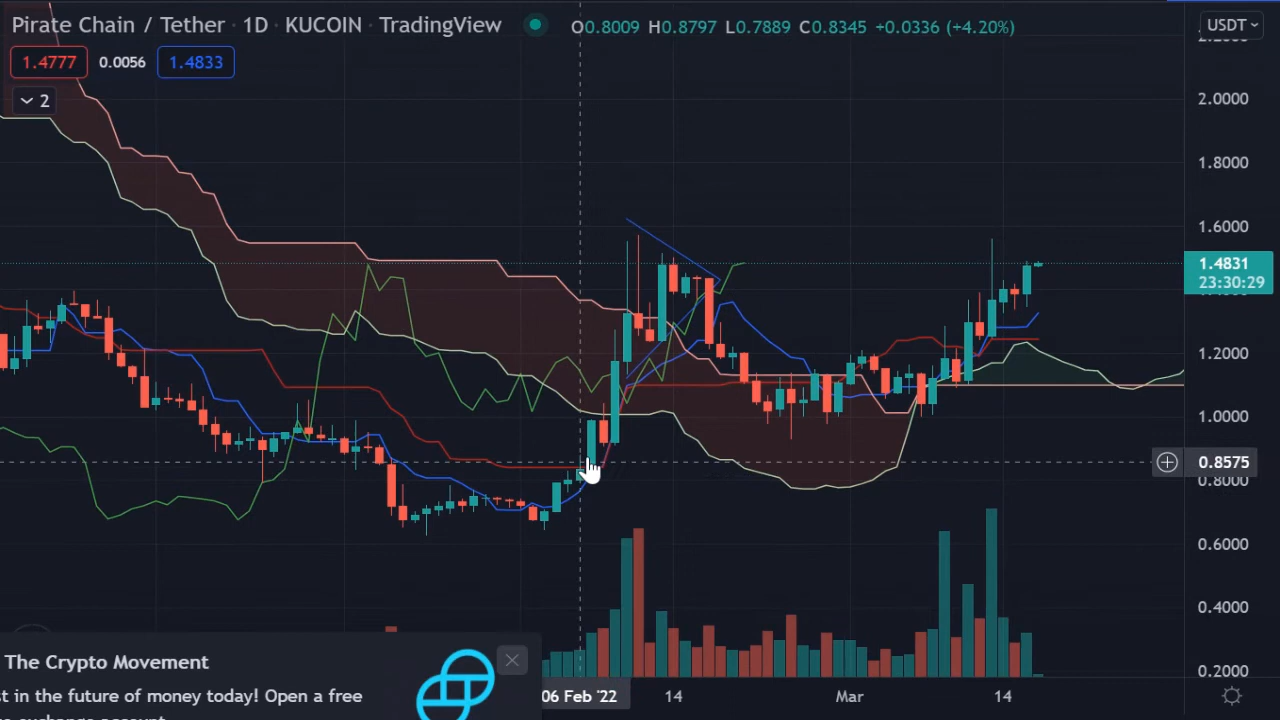 Pirate Chain / Tether · 1D · KUCOIN · TradingView O0.8009 H0.8797 L0.7889 C0.8345 +0.0336 (+4.20%) USDT
1.4777 0.0056 1.4833
2
2.0000
1.8000
1.6000
1.4831
23:30:29
1.2000
1.0000
0.8575
0.8000
0.6000
0.4000
0.2000
The Crypto Movement
in the future of money today! Open a free
06 Feb '22 14 Mar 14